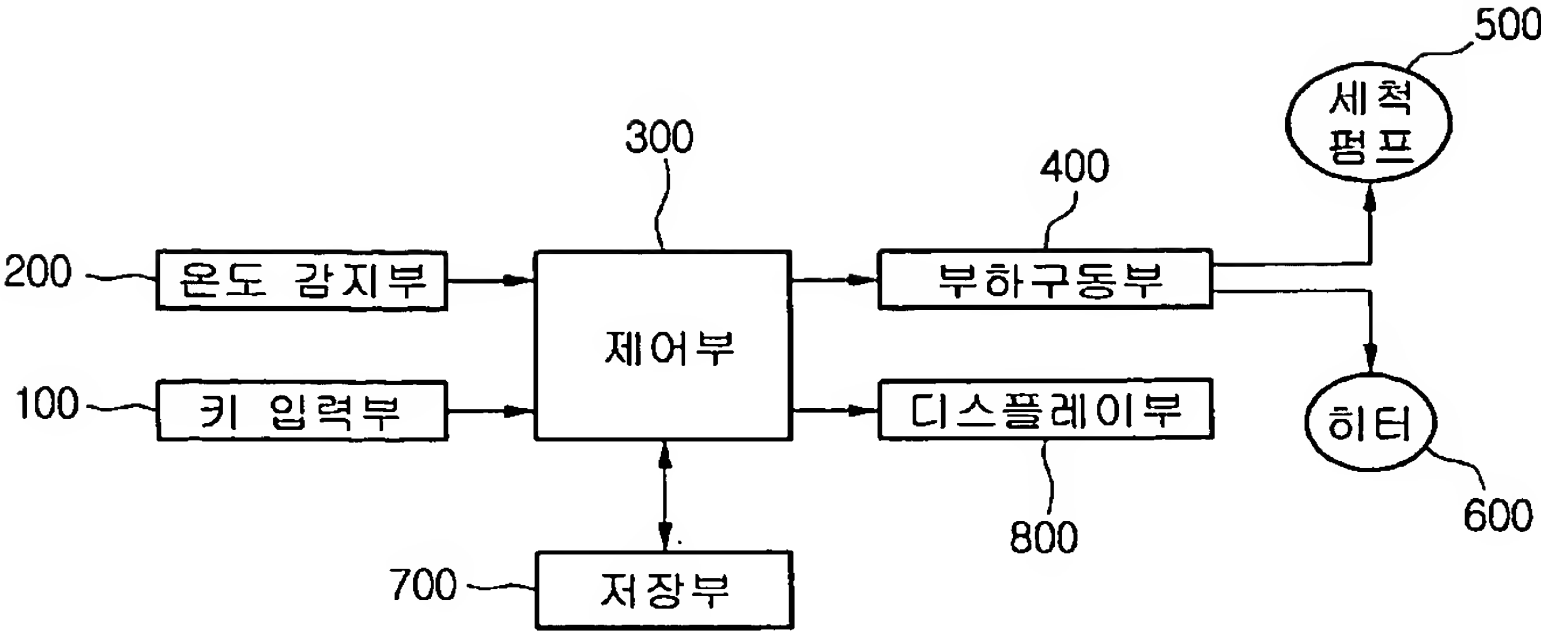 500
세척
펌프
300
400
200
온도 감지부
부하구동부
제어부
100
키 입력부
디스플레이부
히터
800
600
700
저장부